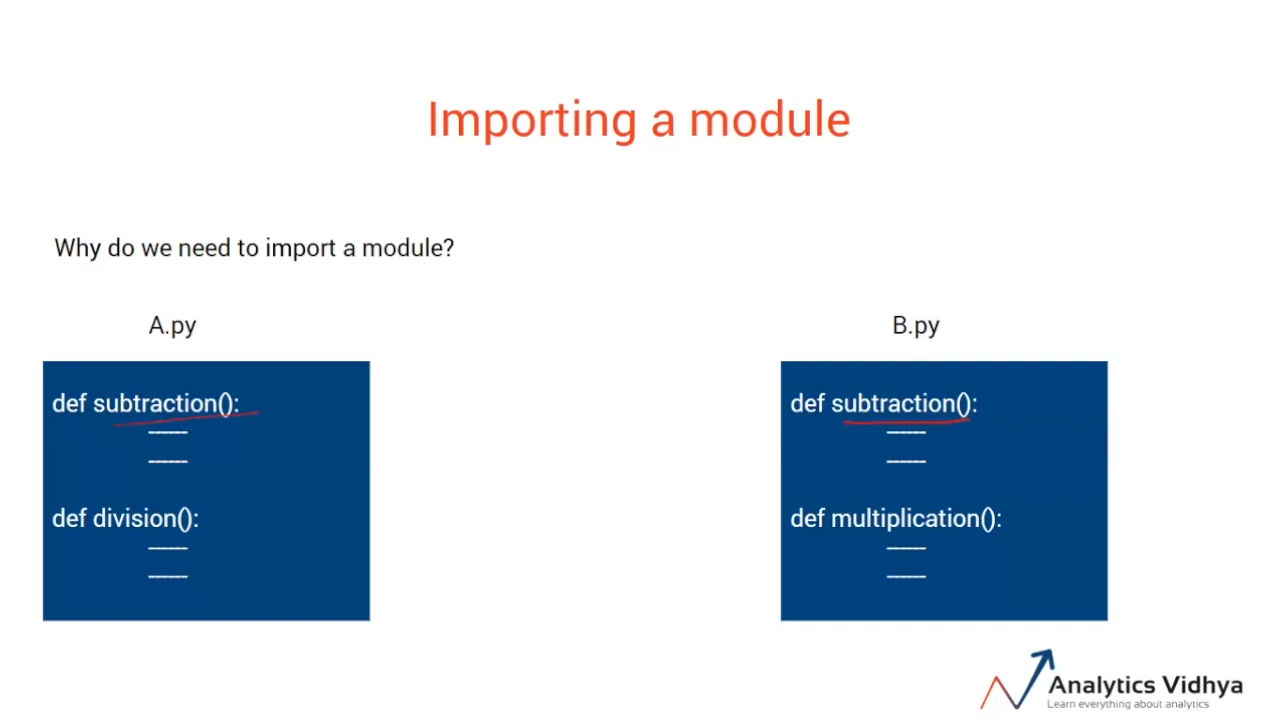 Importing a module
Why do we need to import a module?
A.py
def subtraction():
------
------
def division():
------
------
B.py
def subtraction():
------
------
def multiplication():
------
------
Analytics Vidhya
Learn everything about analytics